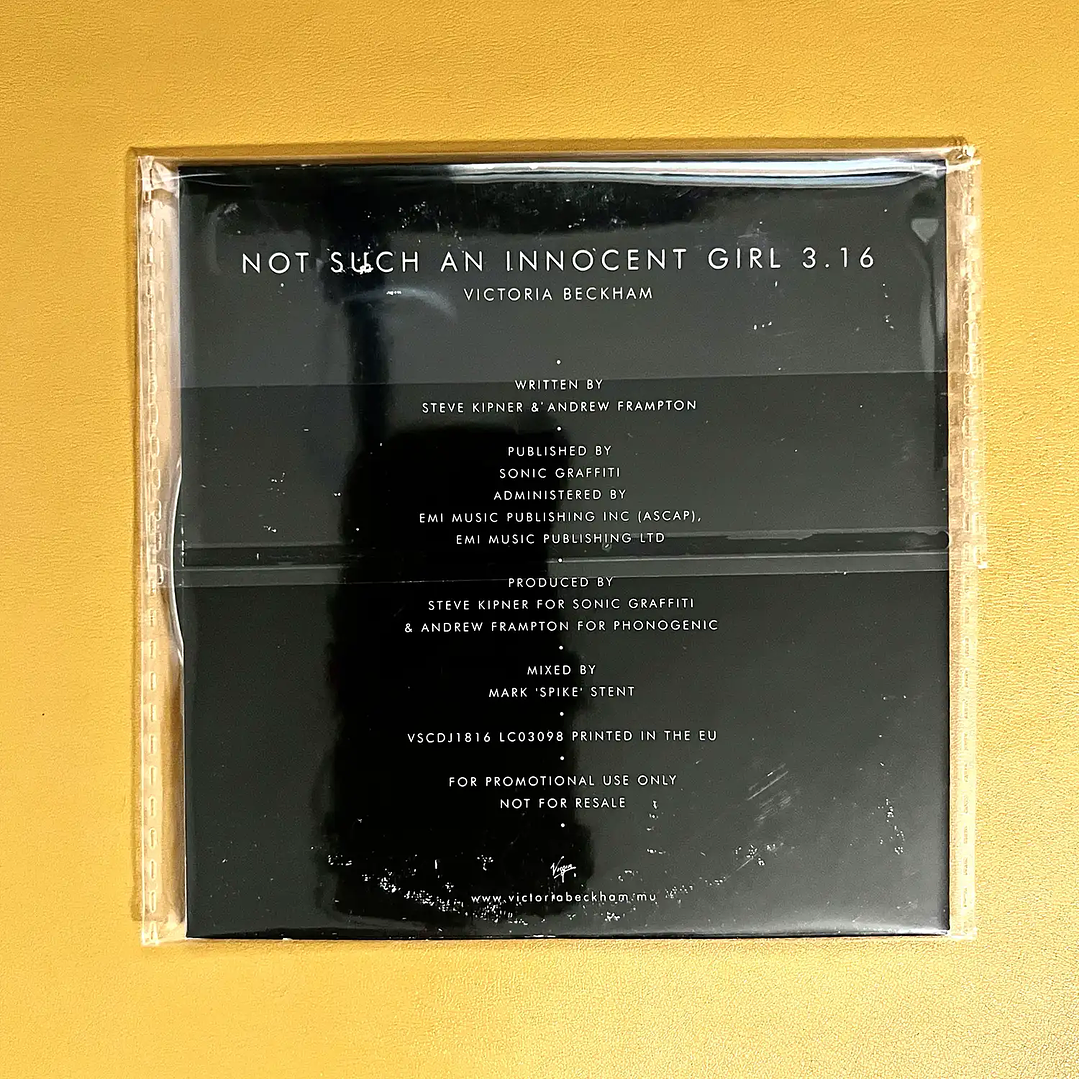 NOT SUCH AN INNOCENT GIRL 3.16
VICTORIA BECKHAM
WRITTEN BY
STEVE KIPNER & ANDREW FRAMPTON
PUBLISHED BY
SONIC GRAFFITI
ADMINISTERED BY
EMI MUSIC PUBLISHING INC (ASCAP),
EMI MUSIC PUBLISHING LTD
PRODUCED BY
STEVE KIPNER FOR SONIC GRAFFITI
& ANDREW FRAMPTON FOR PHONOGENIC
MIXED BY
MARK 'SPIKE' STENT
VSCDJ1816 LC03098 PRINTED IN THE EU
FOR PROMOTIONAL USE ONLY
NOT FOR RESALE
Virgin
www.victoriabeckham.mu